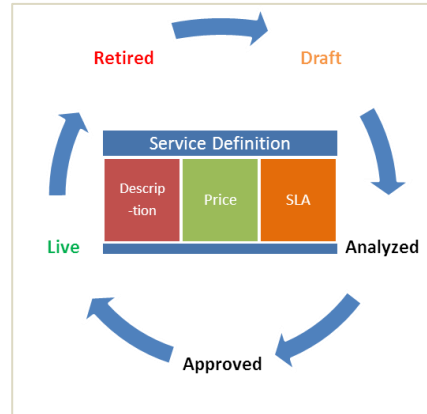 Retired
Draft
Service Definition
Descrip
-tion
Price
SLA
Live
Analyzed
Approved